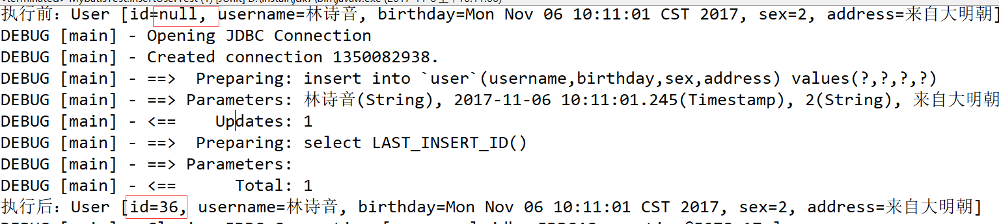 执行前：User [id=null, username=林诗音, birthday=Mon Nov 06 10:11:01 CST 2017, sex=2, address=来自大明朝]
DEBUG [main] - Opening JDBC Connection
DEBUG [main] - Created connection 1350082938.
DEBUG [main] - ==>  Preparing: insert into `user`(username,birthday,sex,address) values(?,?,?,?)
DEBUG [main] - ==> Parameters: 林诗音(String), 2017-11-06 10:11:01.245(Timestamp), 2(String), 来自大明朝
DEBUG [main] - <==    Updates: 1
DEBUG [main] - ==>  Preparing: select LAST_INSERT_ID()
DEBUG [main] - ==> Parameters:
DEBUG [main] - <==      Total: 1
执行后：User [id=36, username=林诗音, birthday=Mon Nov 06 10:11:01 CST 2017, sex=2, address=来自大明朝]